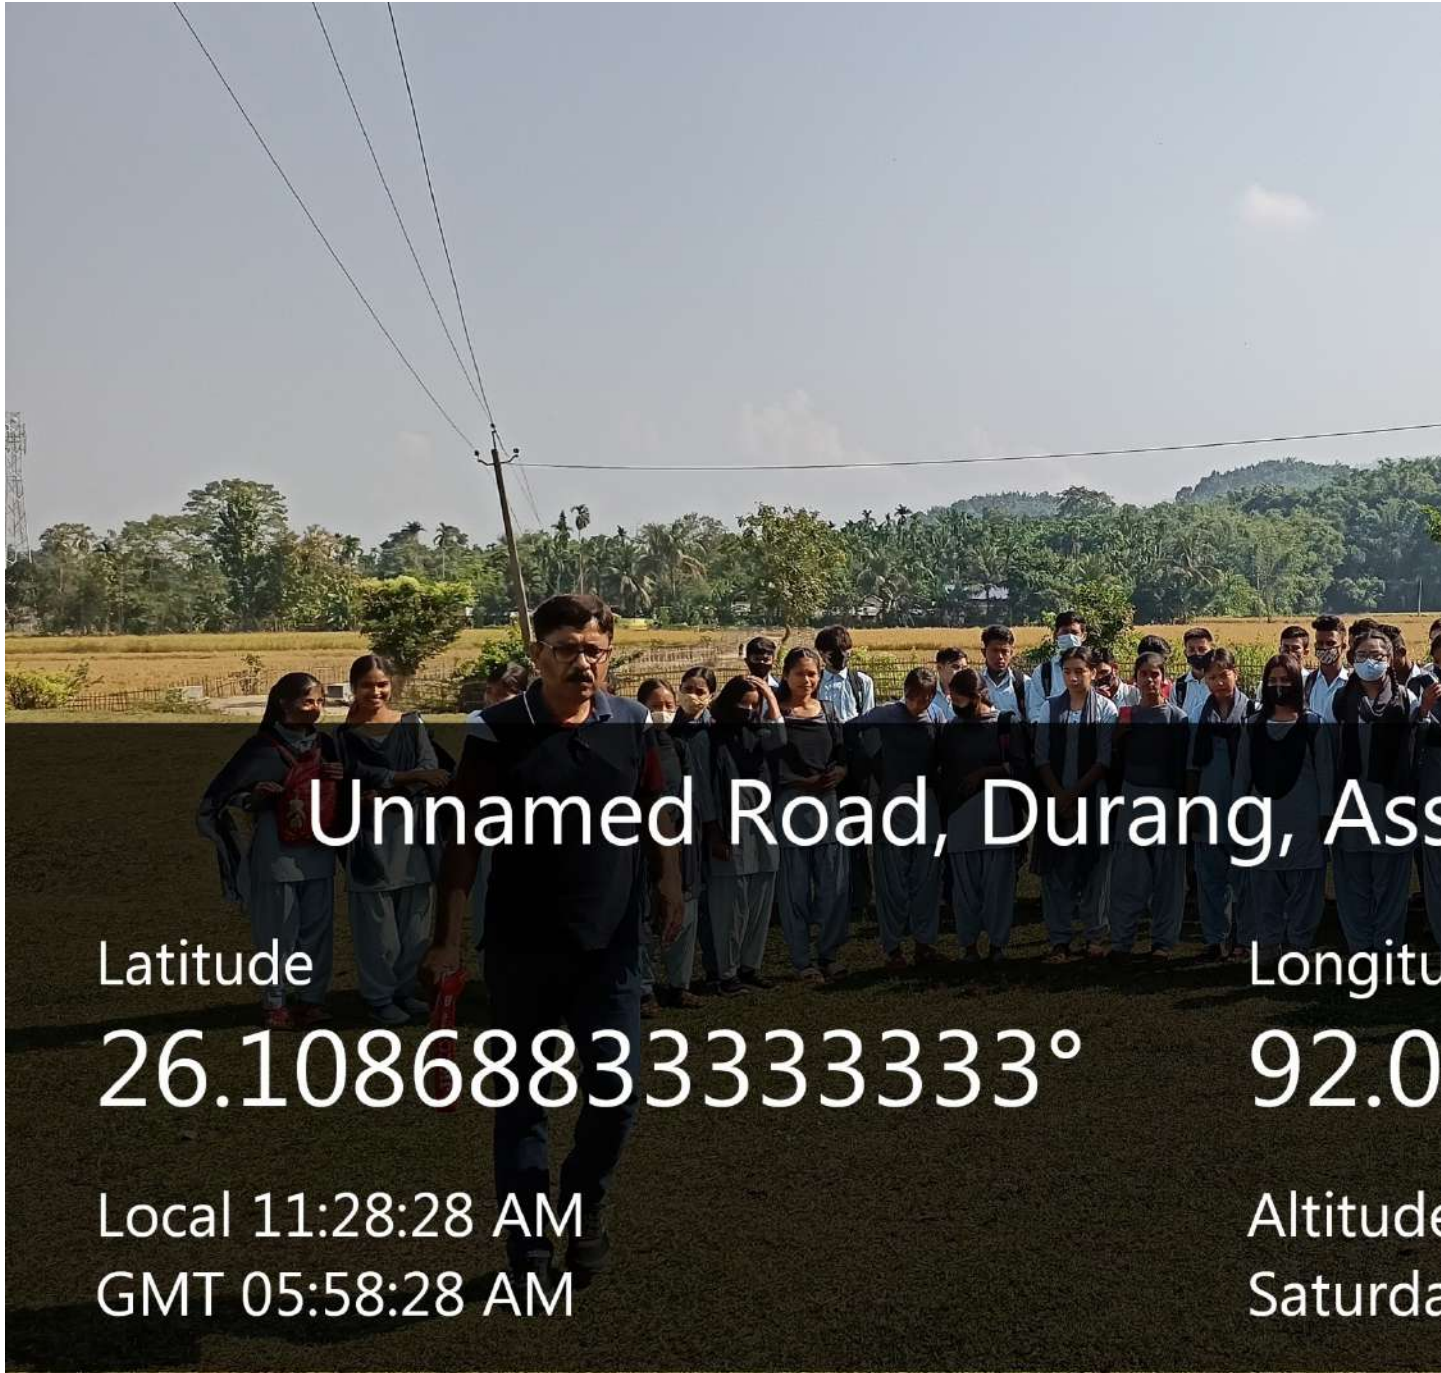 Unnamed Road, Durang, Ass
Latitude
Longitu
26.10868833333333°
92.0
Local 11:28:28 AM
Altitude
GMT 05:58:28 AM
Saturda